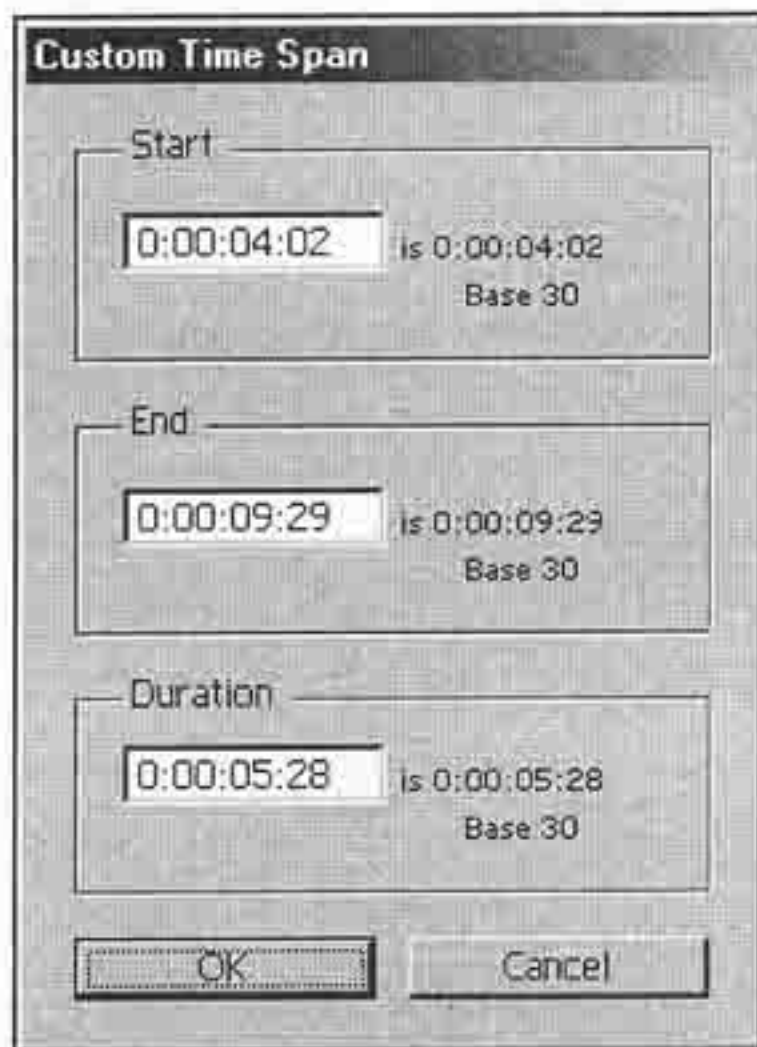 Custom Time Span
Start
0:00:04:02 is 0:00:04:02
Base 30
End
0:00:09:29 is 0:00:09:29
Base 30
Duration
0:00:05:28 is 0:00:05:28
Base 30
OK Cancel